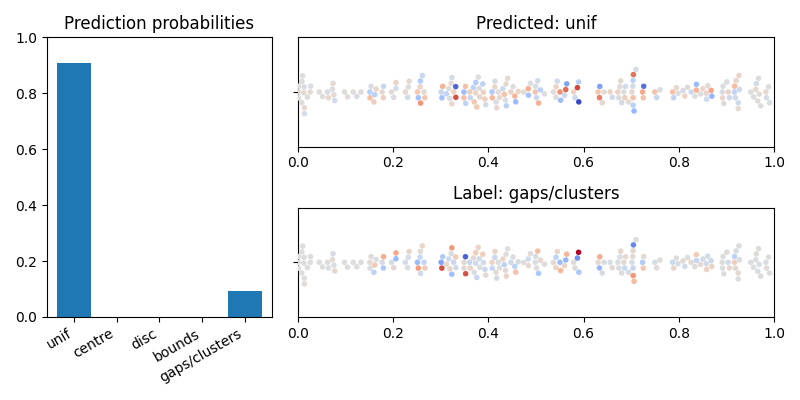 Prediction probabilities
1.0
0.8
0.6
0.4
0.2
0.0
unif
centre
disc
bounds
gaps/clusters
Predicted: unif
0.0 0.2 0.4 0.6 0.8 1.0
Label: gaps/clusters
0.0 0.2 0.4 0.6 0.8 1.0